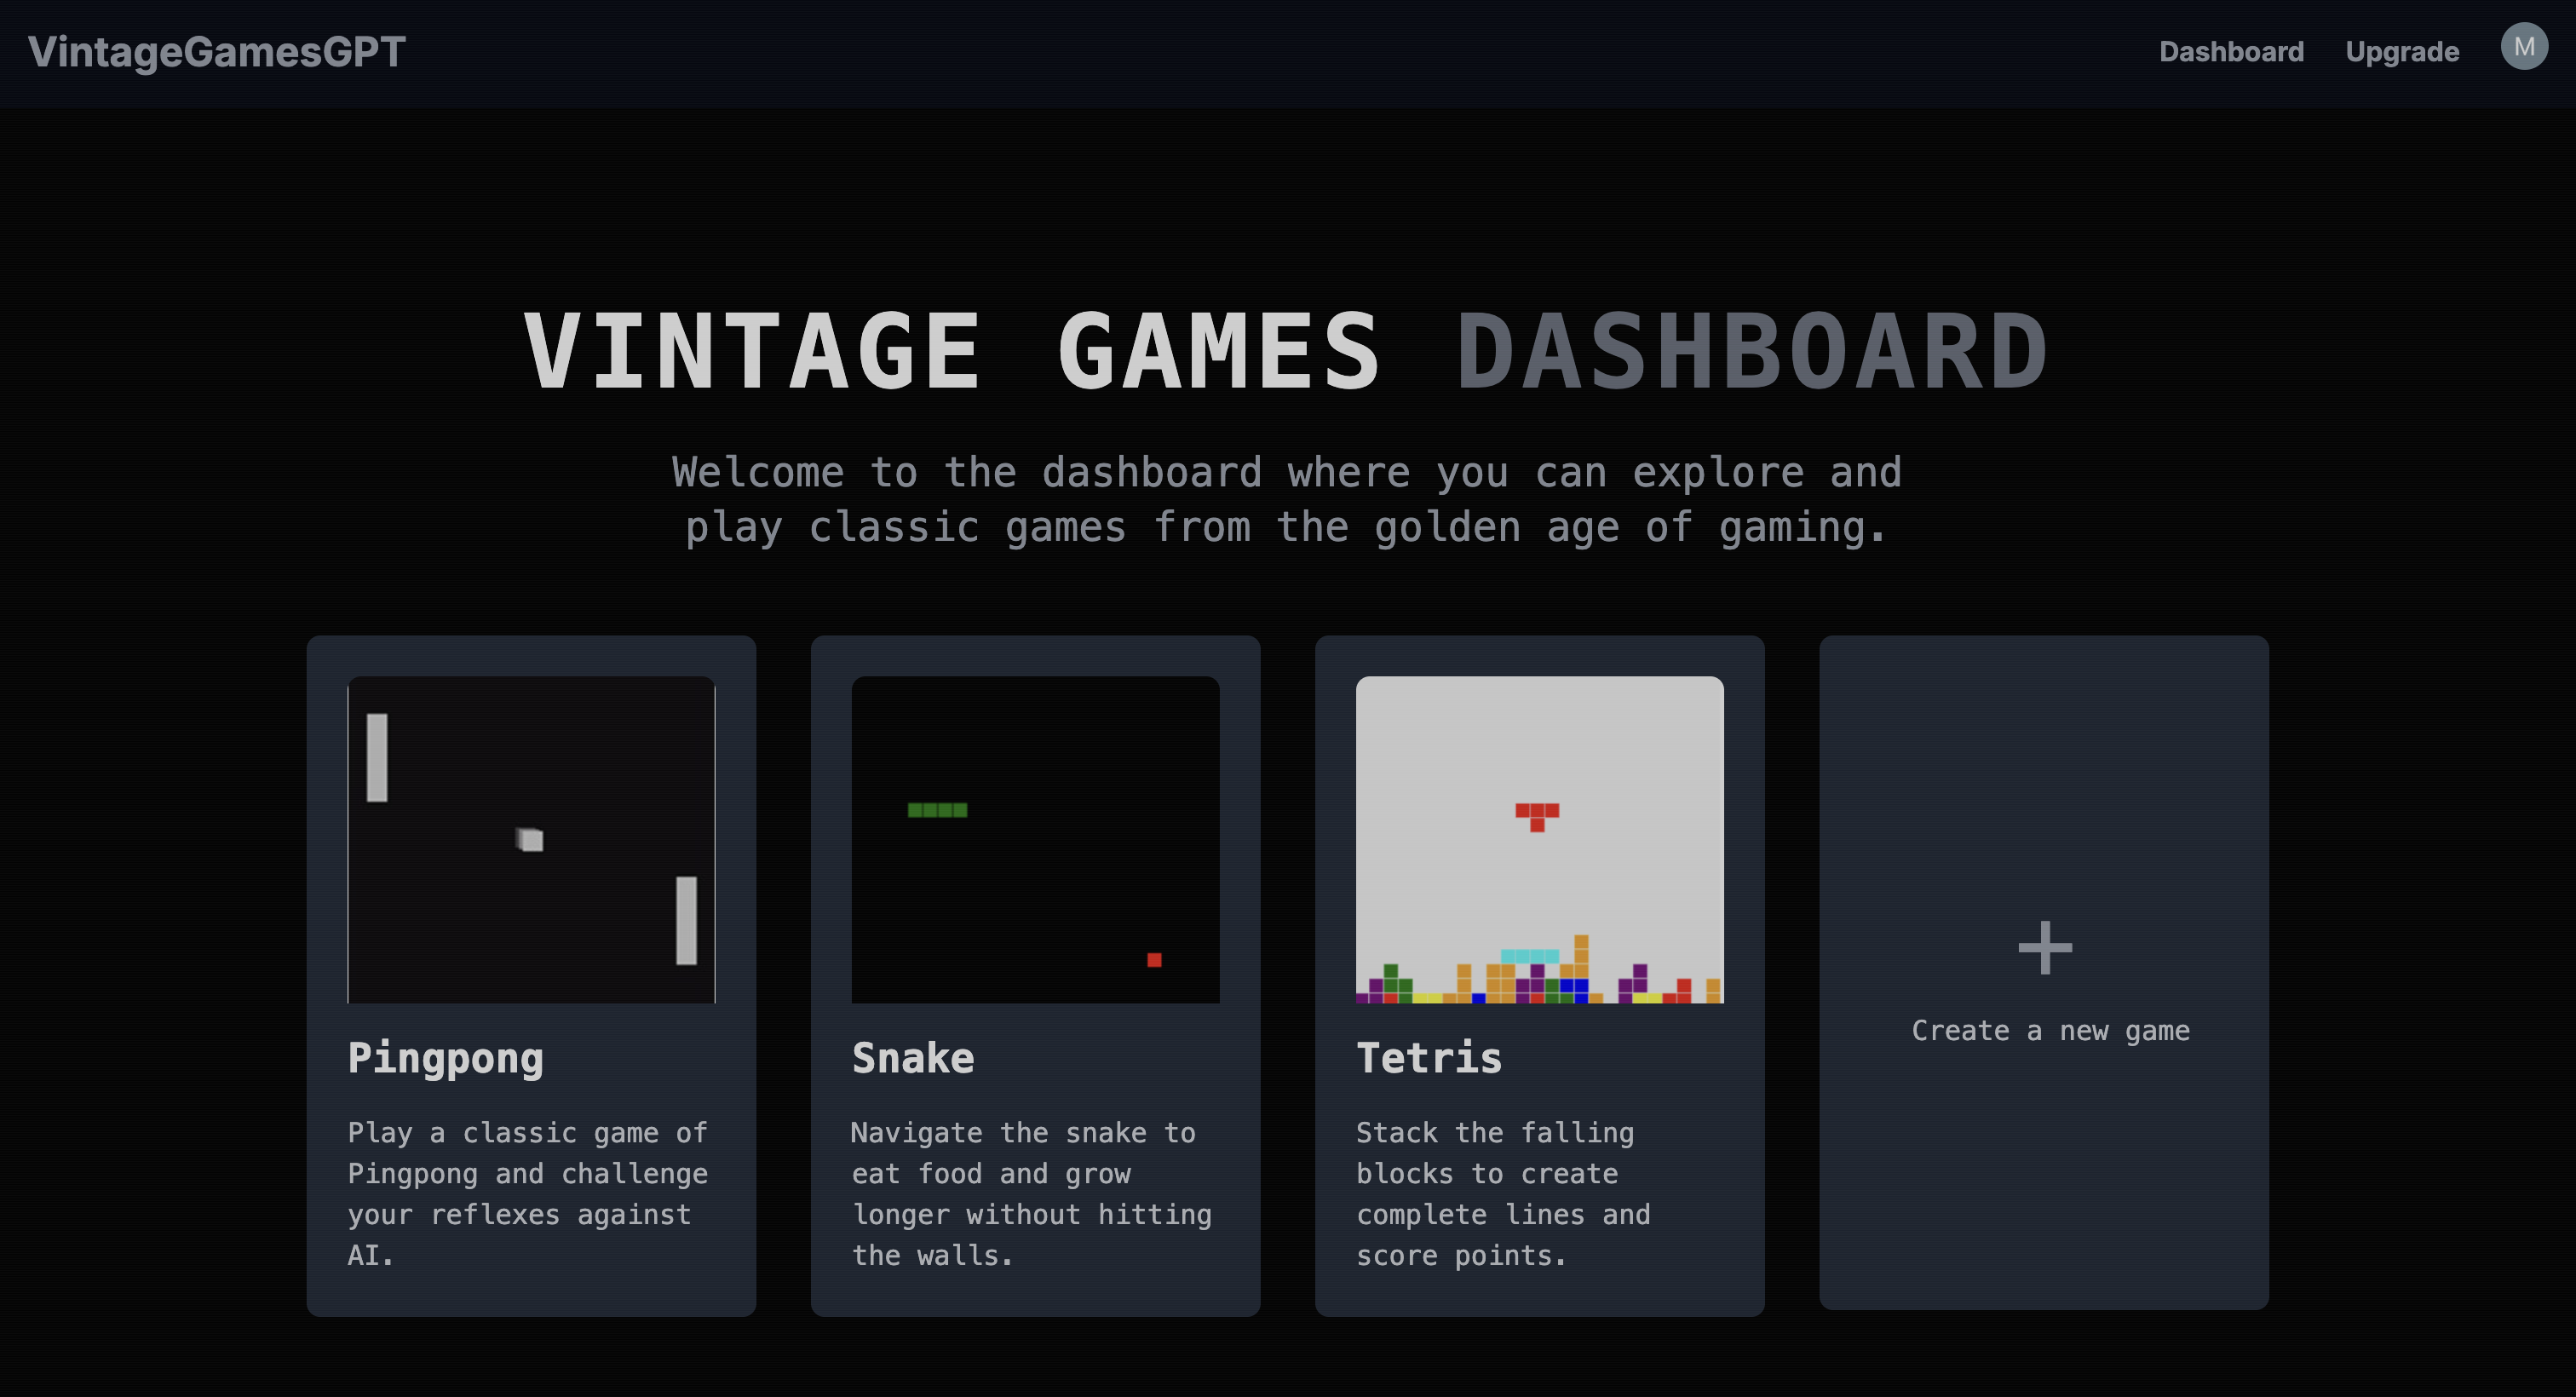 VintageGamesGPT
Dashboard
Upgrade
M
VINTAGE GAMES DASHBOARD
Welcome to the dashboard where you can explore and
play classic games from the golden age of gaming.
Pingpong
Play a classic game of
Pingpong and challenge
your reflexes against
AI.
Snake
Navigate the snake to
eat food and grow
longer without hitting
the walls.
Tetris
Stack the falling
blocks to create
complete lines and
score points.
+
Create a new game